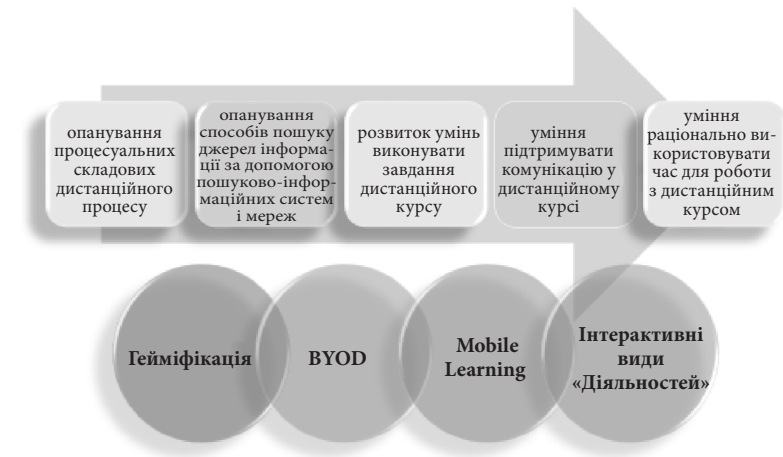 опанування
процесуальних
складових
дистанційного
процесу
опанування
способів пошуку
джерел інформа-
ції за допомогою
пошуково-інфор-
маційних систем
і мереж
розвиток умінь
виконувати
завдання
дистанційного
курсу
уміння
підтримувати
комунікацію у
дистанційному
курсі
уміння
раціонально ви-
користовувати
час для роботи
з дистанційним
курсом
Гейміфікація
BYOD
Mobile
Learning
Інтерактивні
види
«Діяльностей»